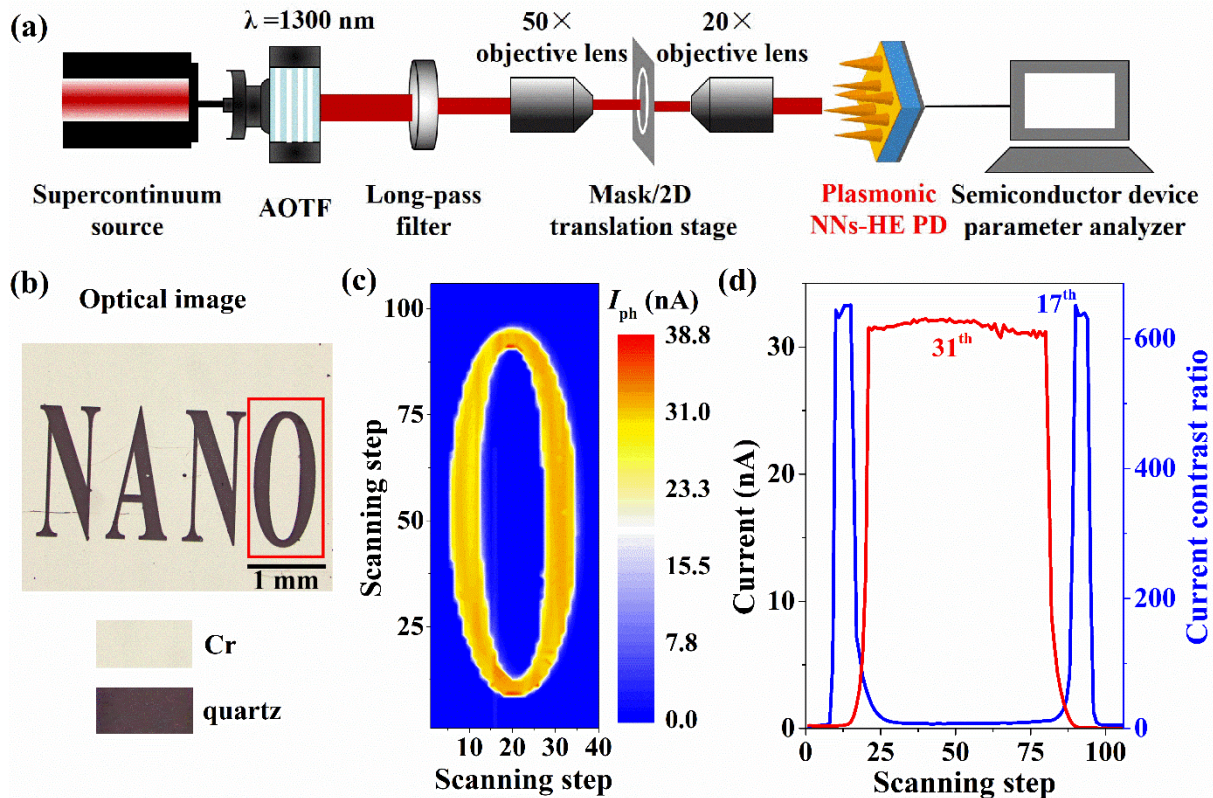 (a)
λ =1300 nm
50×
objective lens
20×
objective lens
Supercontinuum
source
AOTF
Long-pass
filter
Mask/2D
translation stage
Plasmonic
NNs-HE PD
Semiconductor device
parameter analyzer
(b)
Optical image
NANO
1 mm
Cr
quartz
(c)
Scanning step
100
75
50
25
10 20 30 40
Scanning step
I_ph (nA)
38.8
31.0
23.3
15.5
7.8
0.0
(d)
Current (nA)
30
20
10
0
0 25 50 75 100
Scanning step
31th
17th
600
400
200
0
Current contrast ratio